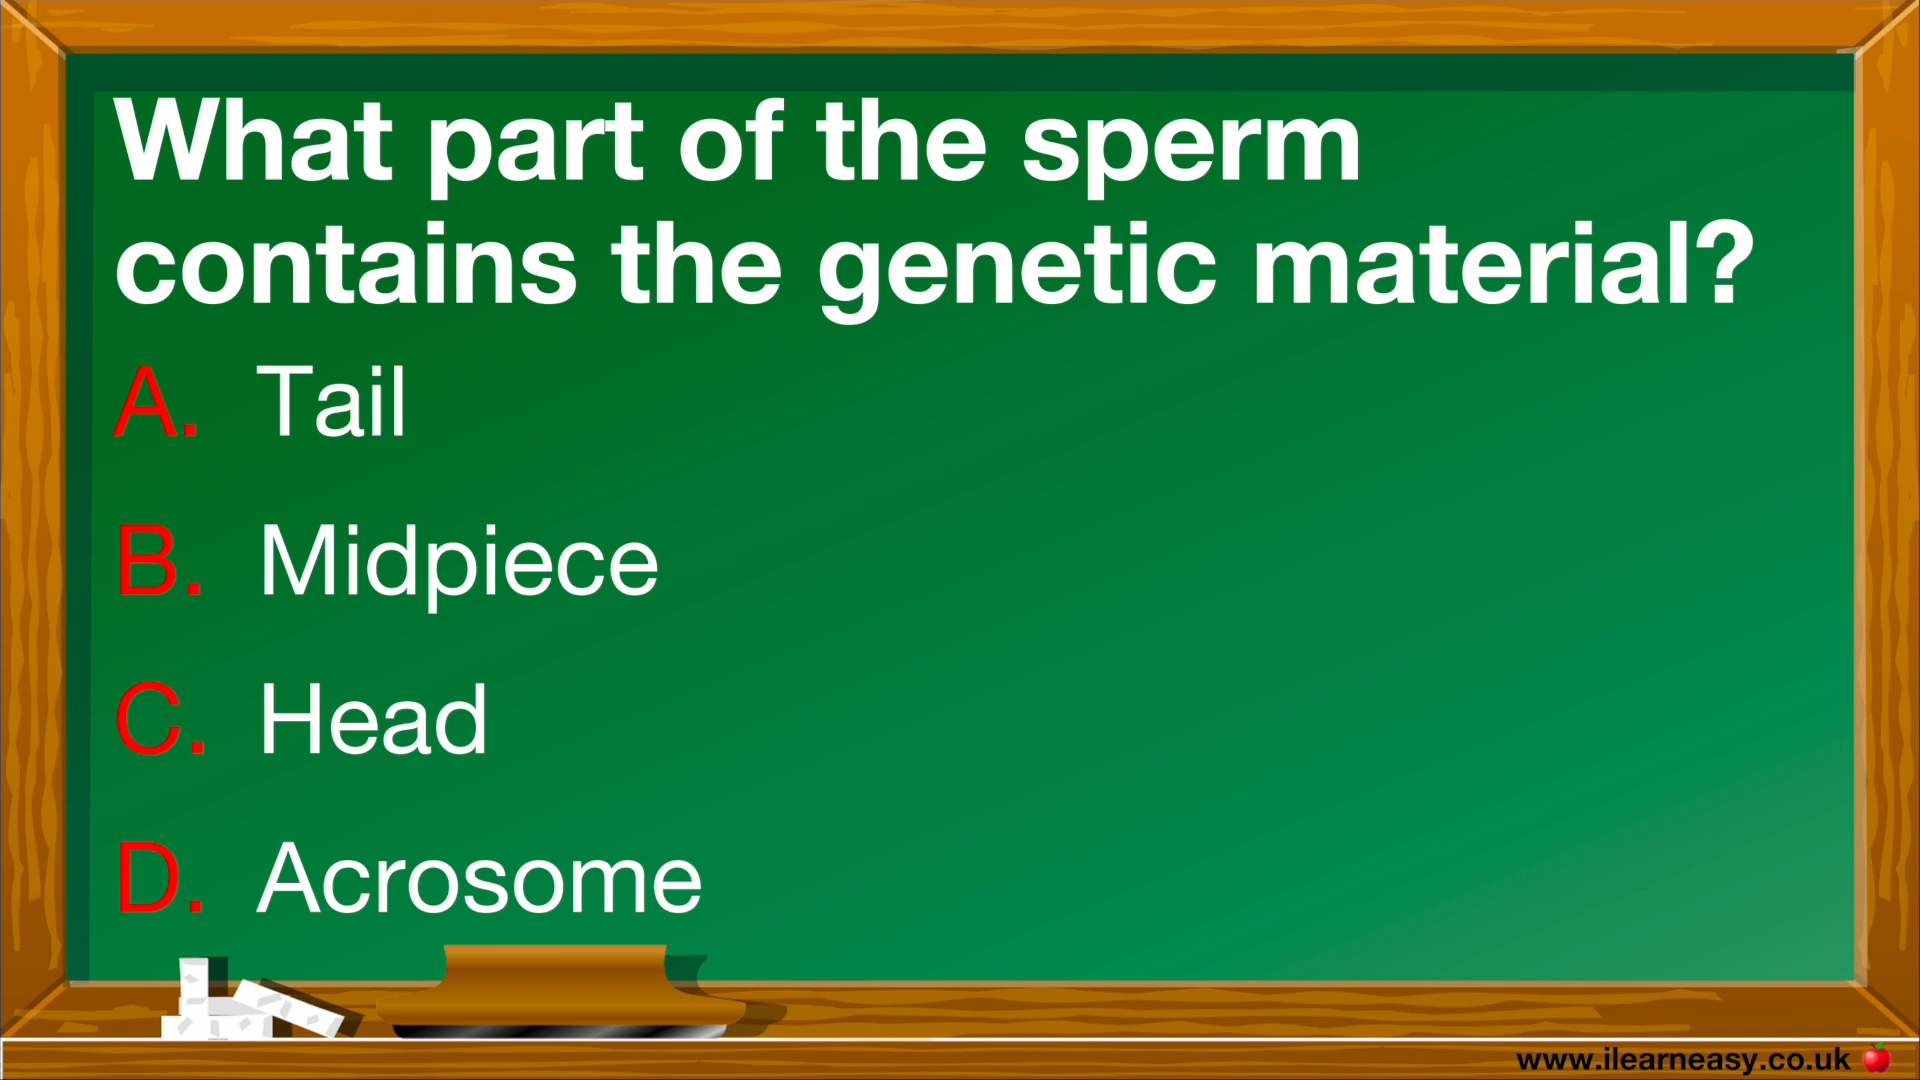 What part of the sperm
contains the genetic material?
A. Tail
B. Midpiece
C. Head
D. Acrosome
www.ilearneasy.co.uk